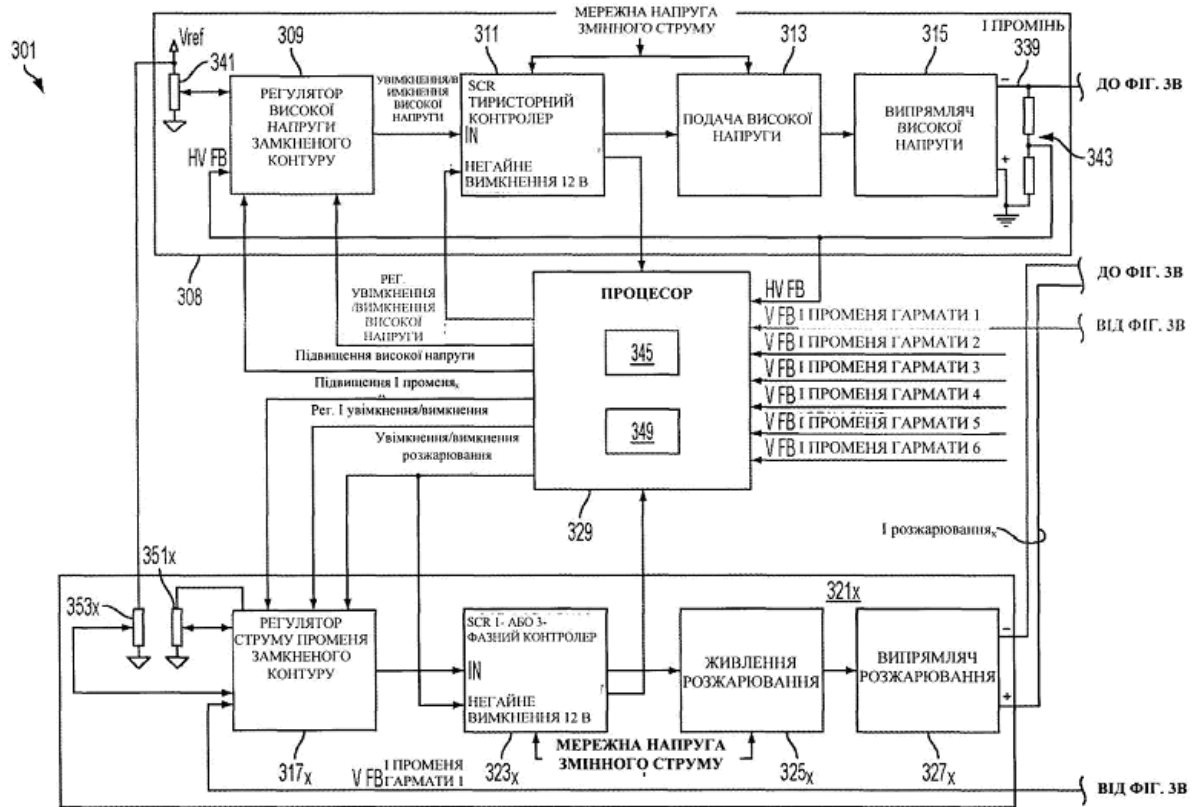 МЕРЕЖНА НАПРУГА
ЗМІННОГО СТРУМУ
І ПРОМІНЬ
301
Vref
341
309
311
313
315
339
ДО ФІГ. 3В
РЕГУЛЯТОР
ВИСОКОЇ
НАПРУГИ
ЗАМКНЕНОГО
КОНТУРУ
УВІМКНЕННЯ/В
ИМКНЕННЯ
ВИСОКОЇ
НАПРУГИ
SCR
ТИРИСТОРНИЙ
КОНТРОЛЕР
IN
НЕГАЙНЕ
ВИМКНЕННЯ 12 В
r
ПОДАЧА ВИСОКОЇ
НАПРУГИ
ВИПРЯМЛЯЧ
ВИСОКОЇ
НАПРУГИ
−
+
343
HV FB
308
РЕГ.
УВІМКНЕННЯ
/ВИМКНЕННЯ
ВИСОКОЇ
НАПРУГИ
ПРОЦЕСОР
345
349
329
HV FB
ДО ФІГ. 3В
V FB І ПРОМЕНЯ ГАРМАТИ 1
ВІД ФІГ. 3В
V FB І ПРОМЕНЯ ГАРМАТИ 2
V FB І ПРОМЕНЯ ГАРМАТИ 3
V FB І ПРОМЕНЯ ГАРМАТИ 4
V FB І ПРОМЕНЯ ГАРМАТИ 5
V FB І ПРОМЕНЯ ГАРМАТИ 6
Підвищення високої напруги
Підвищення І променяx
Рег. І увімкнення/вимкнення
Увімкнення/вимкнення
розжарювання
І розжарюванняx
353x
351x
321x
РЕГУЛЯТОР
СТРУМУ ПРОМЕНЯ
ЗАМКНЕНОГО
КОНТУРУ
SCR 1- АБО 3-
ФАЗНИЙ КОНТРОЛЕР
IN
НЕГАЙНЕ
ВИМКНЕННЯ 12 В
r
ЖИВЛЕННЯ
РОЗЖАРЮВАННЯ
ВИПРЯМЛЯЧ
РОЗЖАРЮВАННЯ
−
+
МЕРЕЖНА НАПРУГА
ЗМІННОГО СТРУМУ
317x
V FB І ПРОМЕНЯ
ГАРМАТИ 1
323x
325x
327x
ВІД ФІГ. 3В